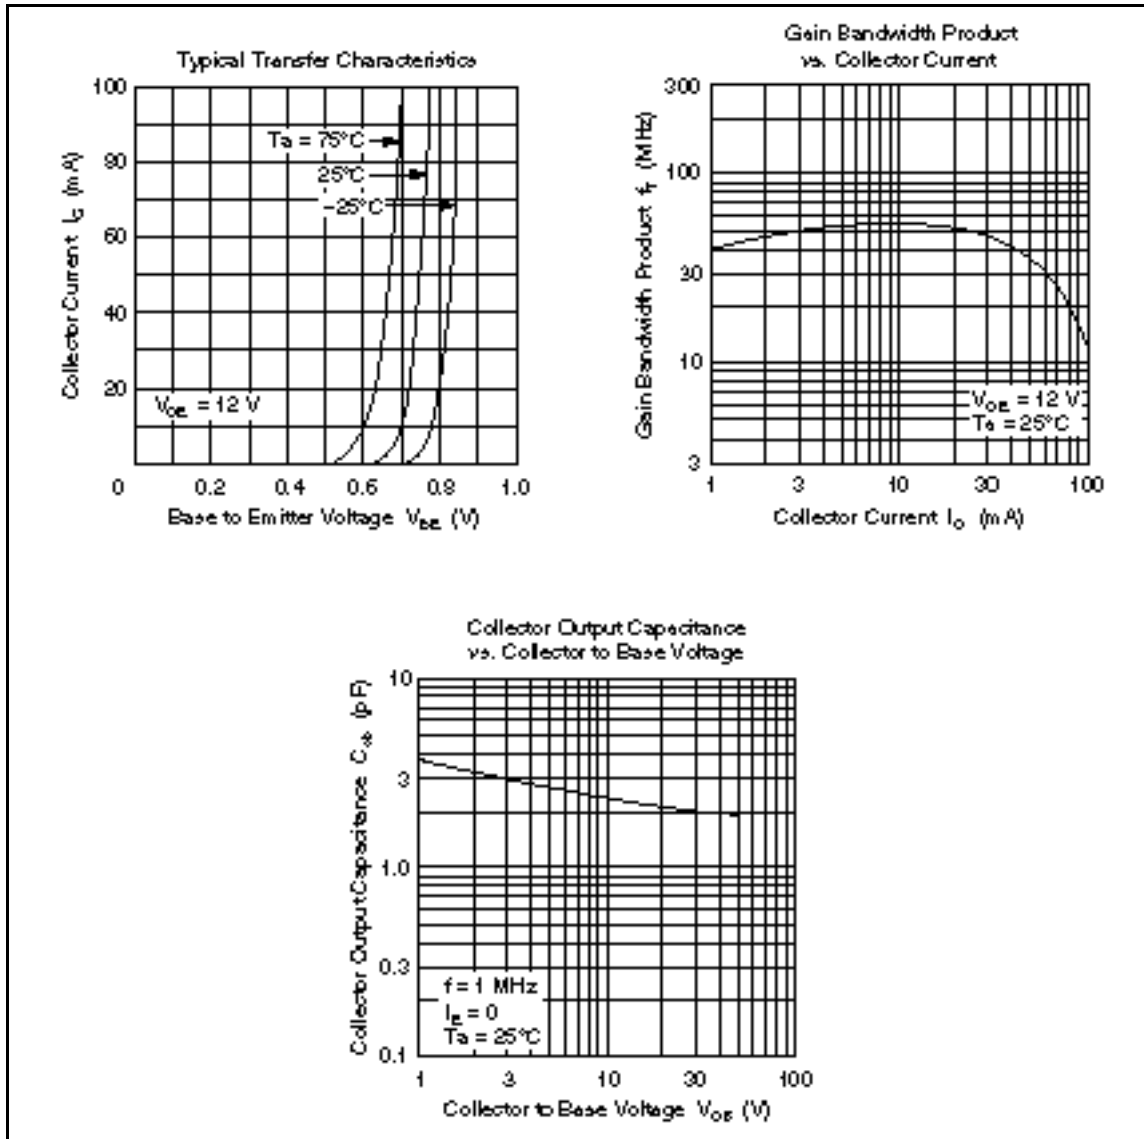 Typical Transfer Characteristics
Collector Current I_C (mA)
100
80
60
40
20
0
0.2
0.4
0.6
0.8
1.0
Ta = 75°C
25°C
−25°C
V_CE = 12 V
Base to Emitter Voltage V_BE (V)
Gain Bandwidth Product
vs. Collector Current
Gain Bandwidth Product f_T (MHz)
300
100
30
10
3
1
3
10
30
100
V_CE = 12 V
Ta = 25°C
Collector Current I_C (mA)
Collector Output Capacitance
vs. Collector to Base Voltage
Collector Output Capacitance C_ob (pF)
10
3
1.0
0.3
0.1
1
3
10
30
100
f = 1 MHz
I_E = 0
Ta = 25°C
Collector to Base Voltage V_CB (V)